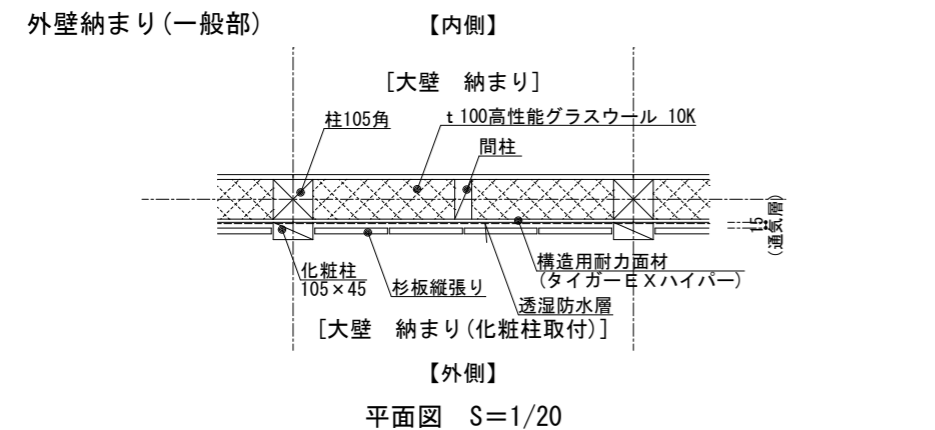 外壁納まり(一般部)
【内側】
[大壁　納まり]
柱105角
ｔ100高性能グラスウール 10K
間柱
15
(通気層)
化粧柱
105×45
杉板縦張り
構造用耐力面材
(タイガーＥＸハイパー)
透湿防水層
[大壁　納まり(化粧柱取付)]
【外側】
平面図　S＝1/20